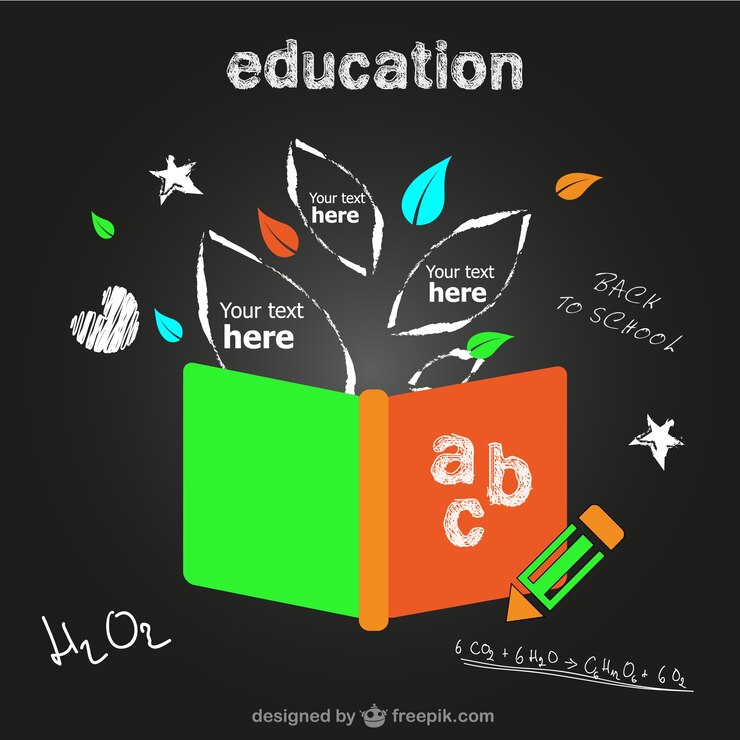 education
Your text
here
Your text
here
Your text
here
BACK
TO SCHOOL
a b
c
H₂O₂
6 CO₂ + 6 H₂O → C₆H₁₂O₆ + 6 O₂
designed by freepik.com